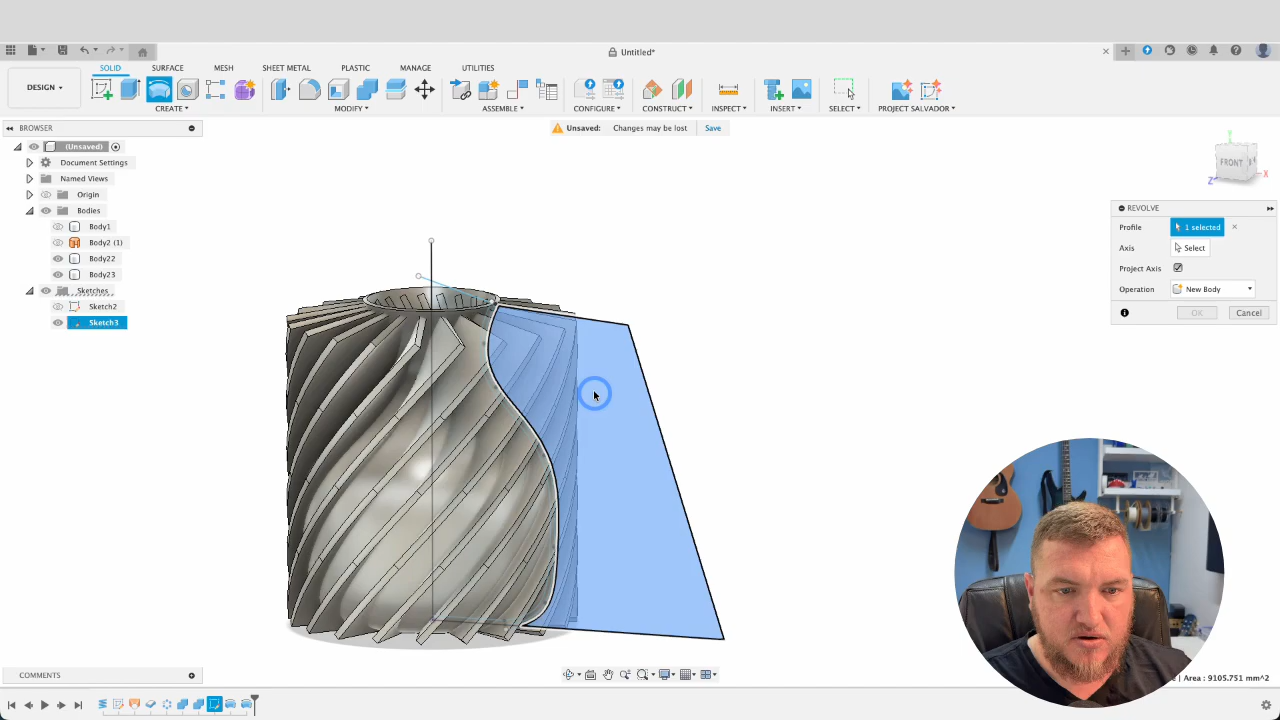 Untitled*
DESIGN
SOLID SURFACE MESH SHEET METAL PLASTIC MANAGE UTILITIES
CREATE MODIFY ASSEMBLE CONFIGURE CONSTRUCT INSPECT INSERT SELECT PROJECT SALVADOR
BROWSER
Unsaved: Changes may be lost Save
(Unsaved)
Document Settings
Named Views
Origin
Bodies
Body1
Body2 (1)
Body22
Body23
Sketches
Sketch2
Sketch3
FRONT
Z
X
REVOLVE
Profile 1 selected
Axis Select
Project Axis
Operation New Body
OK Cancel
COMMENTS
Area : 9105.751 mm^2